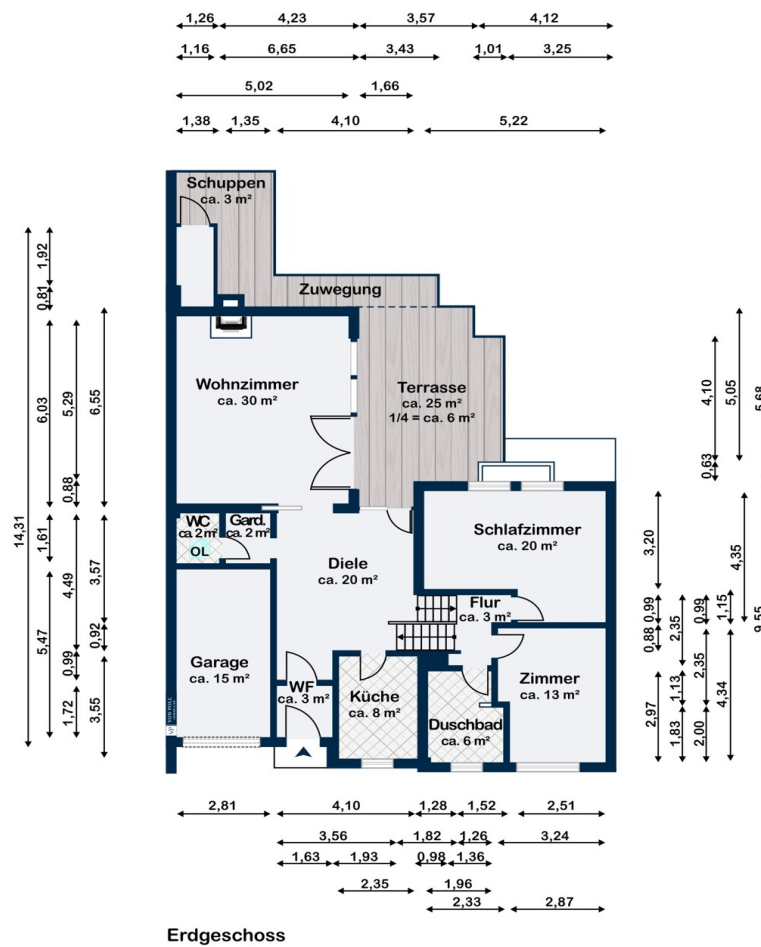 1,26 4,23 3,57 4,12
1,16 6,65 3,43 1,01 3,25
5,02 1,66
1,38 1,35 4,10 5,22
Schuppen
ca. 3 m²
Zuwegung
Wohnzimmer
ca. 30 m²
Terrasse
ca. 25 m²
1/4 = ca. 6 m²
WC
ca. 2 m²
OL
Gard.
ca. 2 m²
Diele
ca. 20 m²
Schlafzimmer
ca. 20 m²
Flur
ca. 3 m²
Garage
ca. 15 m²
WF
ca. 3 m²
Küche
ca. 8 m²
Duschbad
ca. 6 m²
Zimmer
ca. 13 m²
VP VON POLL
14,31
1,92
0,81
6,03
1,61
5,47
5,29
0,88
4,49
0,99
1,72
6,55
3,57
0,92
3,55
3,20
0,99
0,88
2,97
2,35
1,13
1,83
4,10
0,63
0,99
2,35
2,00
5,05
4,35
1,15
4,34
5,68
9,55
2,81 4,10 1,28 1,52 2,51
3,56 1,82 1,26 3,24
1,63 1,93 0,98 1,36
2,35 1,96
2,33 2,87
Erdgeschoss